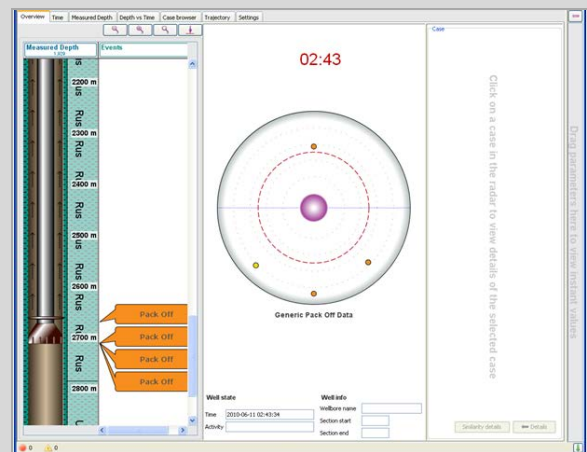 Overview Time Measured Depth Depth vs Time Case browser Trajectory Settings
Measured Depth
Events
Case
02:43
2200 m
2300 m
2400 m
2500 m
2600 m
2700 m
2800 m
Rus
Rus
Rus
Rus
Rus
Rus
Rus
Pack Off
Pack Off
Pack Off
Pack Off
Generic Pack Off Data
Click on a case in the radar to view details of the selected case
Drag parameters here to view instant values
Well state
Well info
Time 2010-06-11 02:43:34
Activity
Wellbore name
Section start
Section end
Similarity details
Details
0 0